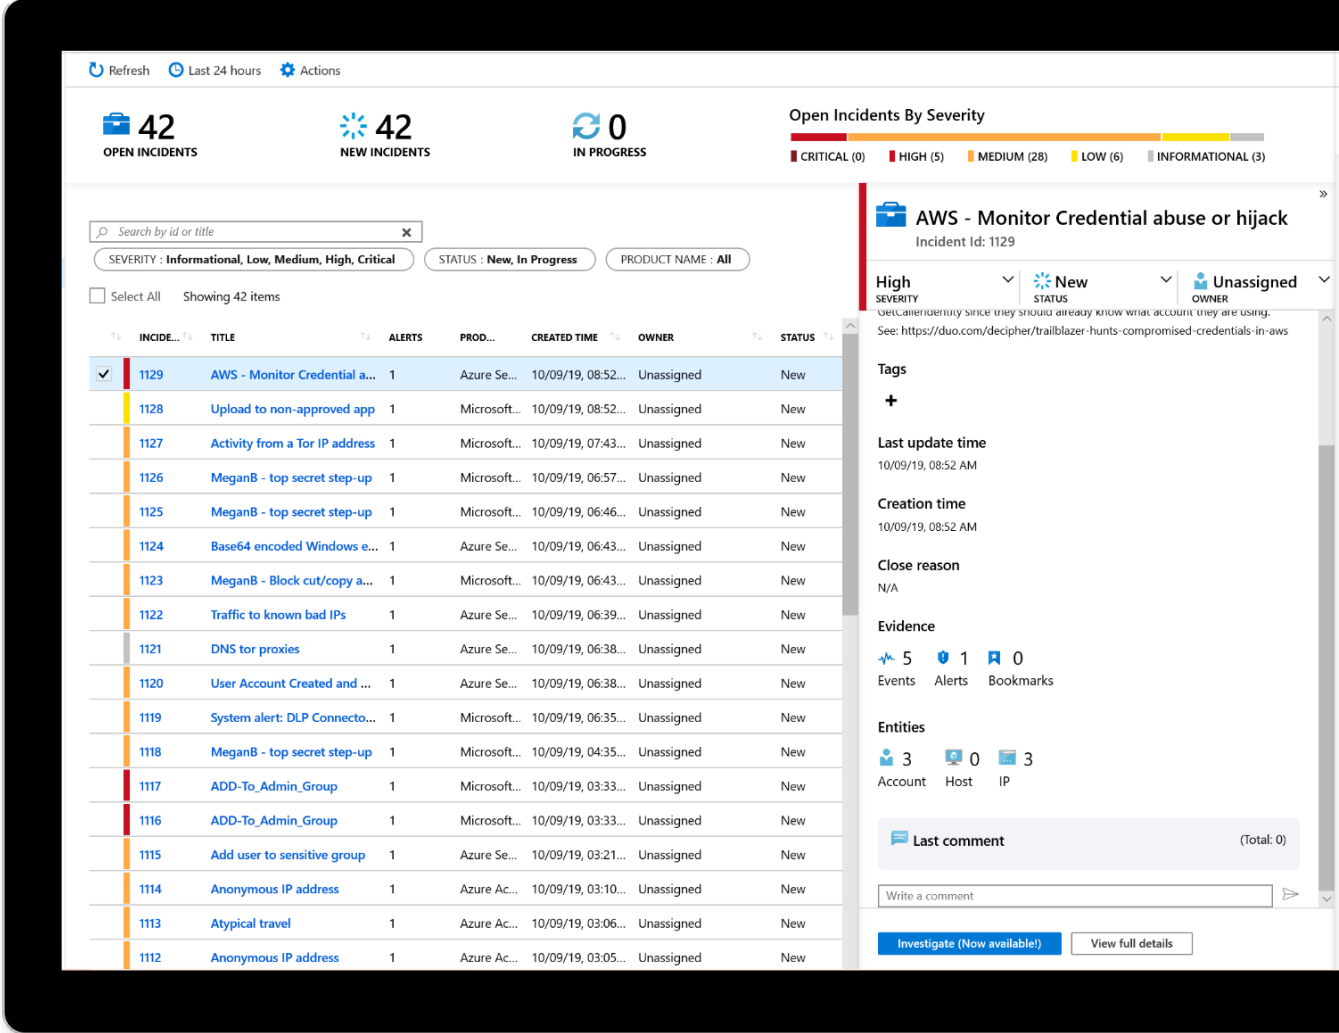 Refresh Last 24 hours Actions
42 42 0
OPEN INCIDENTS NEW INCIDENTS IN PROGRESS
Open Incidents By Severity
CRITICAL (0) HIGH (5) MEDIUM (28) LOW (6) INFORMATIONAL (3)
Search by id or title
SEVERITY : Informational, Low, Medium, High, Critical STATUS : New, In Progress PRODUCT NAME : All
Select All Showing 42 items
INCIDE... TITLE ALERTS PROD... CREATED TIME OWNER STATUS
1129 AWS - Monitor Credential a... 1 Azure Se... 10/09/19, 08:52... Unassigned New
1128 Upload to non-approved app 1 Microsoft... 10/09/19, 08:52... Unassigned New
1127 Activity from a Tor IP address 1 Microsoft... 10/09/19, 07:43... Unassigned New
1126 MeganB - top secret step-up 1 Microsoft... 10/09/19, 06:57... Unassigned New
1125 MeganB - top secret step-up 1 Microsoft... 10/09/19, 06:46... Unassigned New
1124 Base64 encoded Windows e... 1 Azure Se... 10/09/19, 06:43... Unassigned New
1123 MeganB - Block cut/copy a... 1 Microsoft... 10/09/19, 06:43... Unassigned New
1122 Traffic to known bad IPs 1 Azure Se... 10/09/19, 06:39... Unassigned New
1121 DNS tor proxies 1 Azure Se... 10/09/19, 06:38... Unassigned New
1120 User Account Created and ... 1 Azure Se... 10/09/19, 06:38... Unassigned New
1119 System alert: DLP Connecto... 1 Microsoft... 10/09/19, 06:35... Unassigned New
1118 MeganB - top secret step-up 1 Microsoft... 10/09/19, 04:35... Unassigned New
1117 ADD-To_Admin_Group 1 Microsoft... 10/09/19, 03:33... Unassigned New
1116 ADD-To_Admin_Group 1 Microsoft... 10/09/19, 03:33... Unassigned New
1115 Add user to sensitive group 1 Azure Se... 10/09/19, 03:21... Unassigned New
1114 Anonymous IP address 1 Azure Ac... 10/09/19, 03:10... Unassigned New
1113 Atypical travel 1 Azure Ac... 10/09/19, 03:06... Unassigned New
1112 Anonymous IP address 1 Azure Ac... 10/09/19, 03:05... Unassigned New
AWS - Monitor Credential abuse or hijack
Incident Id: 1129
High New Unassigned
SEVERITY STATUS OWNER
GetCallerIdentity since they should already know what account they are using.
See: https://duo.com/decipher/trailblazer-hunts-compromised-credentials-in-aws
Tags
+
Last update time
10/09/19, 08:52 AM
Creation time
10/09/19, 08:52 AM
Close reason
N/A
Evidence
5 1 0
Events Alerts Bookmarks
Entities
3 0 3
Account Host IP
Last comment (Total: 0)
Write a comment
Investigate (Now available!) View full details